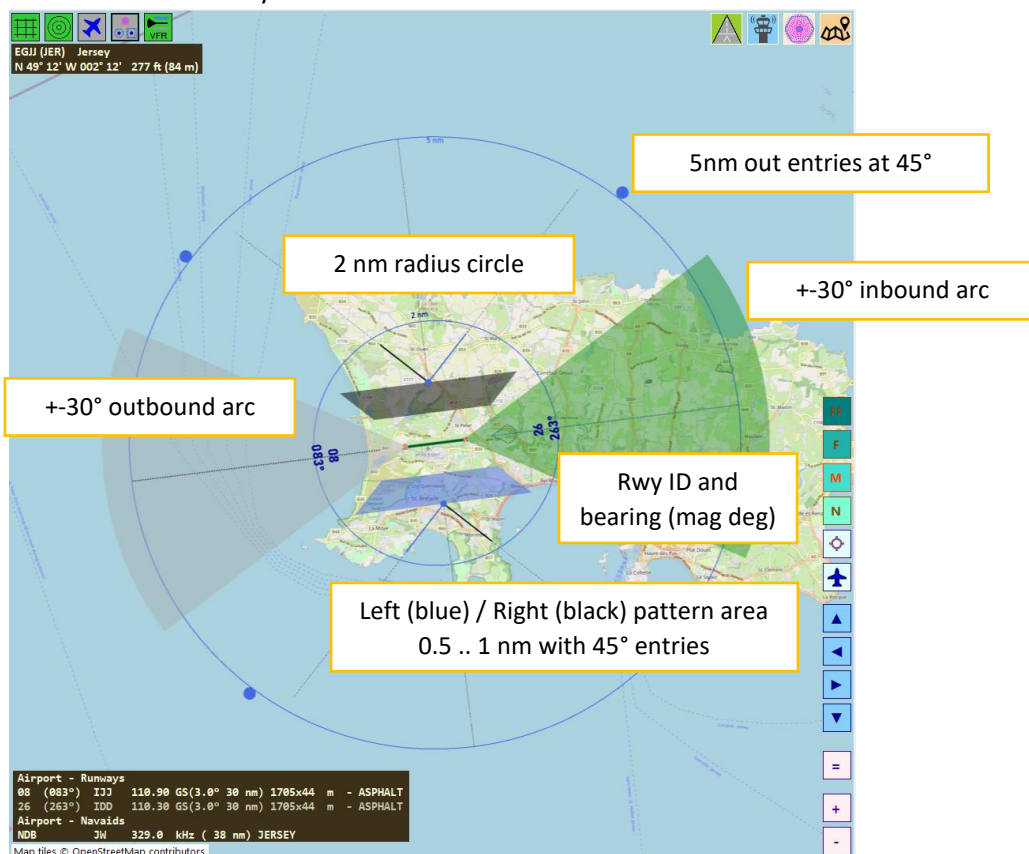 VFR
EGJJ (JER) Jersey
N 49° 12' W 002° 12' 277 ft (84 m)
5 nm
5nm out entries at 45°
2 nm radius circle
+-30° inbound arc
2 nm
+-30° outbound arc
08
083°
26
263°
Rwy ID and
bearing (mag deg)
Left (blue) / Right (black) pattern area
0.5 .. 1 nm with 45° entries
FF
F
M
N
=
+
-
Airport - Runways
08 (083°) IJJ 110.90 GS(3.0° 30 nm) 1705x44 m - ASPHALT
26 (263°) IDD 110.30 GS(3.0° 30 nm) 1705x44 m - ASPHALT
Airport - Navaids
NDB JW 329.0 kHz ( 38 nm) JERSEY
Map tiles © OpenStreetMap contributors